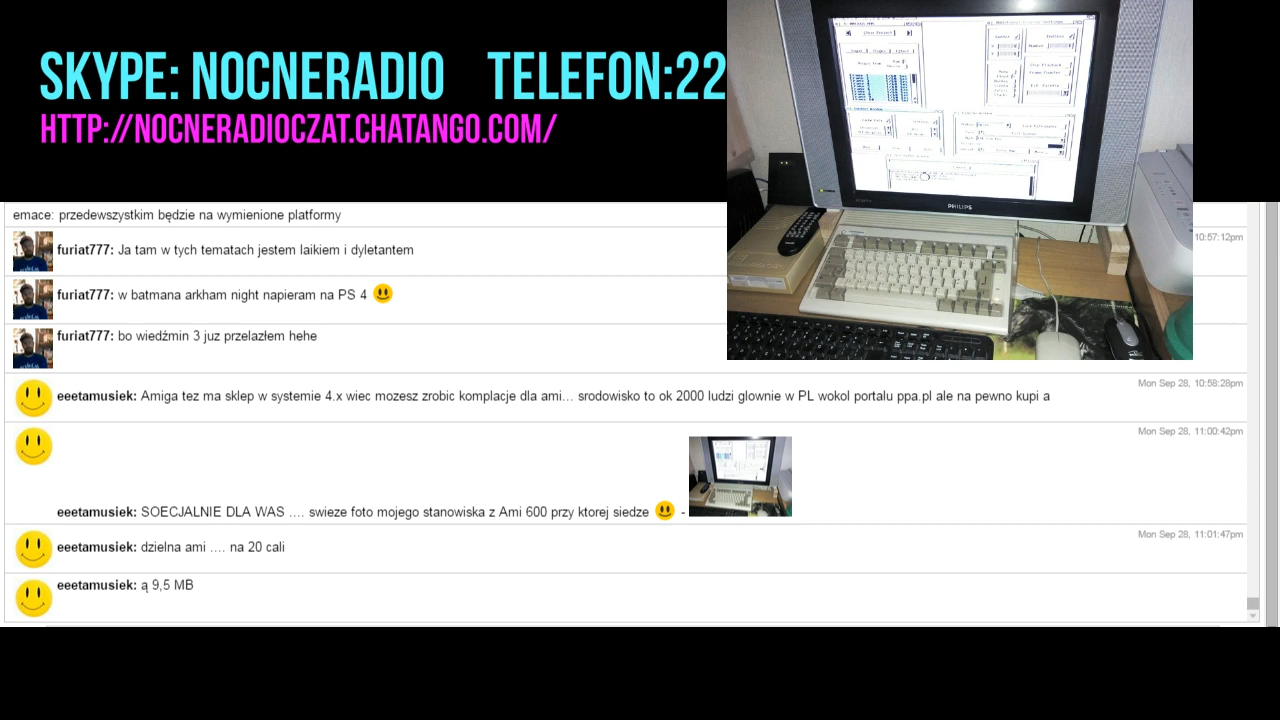 SKYPE: NOCNERADIO TELEFON:22
HTTP://NOCNERADIOCZAT.CHATANGO.COM/
PHILIPS
emace: przedewszystkim będzie na wymienione platformy
10:57:12pm
furiat777: Ja tam w tych tematach jestem laikiem i dyletantem
furiat777: w batmana arkham night napieram na PS 4
furiat777: bo wiedźmin 3 juz przelazłem hehe
Mon Sep 28, 10:58:28pm
eeetamusiek: Amiga tez ma sklep w systemie 4.x wiec mozesz zrobic komplacje dla ami... srodowisko to ok 2000 ludzi glownie w PL wokol portalu ppa.pl ale na pewno kupi a
Mon Sep 28, 11:00:42pm
eeetamusiek: SOECJALNIE DLA WAS .... swieze foto mojego stanowiska z Ami 600 przy ktorej siedze -
Mon Sep 28, 11:01:47pm
eeetamusiek: dzielna ami .... na 20 cali
eeetamusiek: ą 9,5 MB